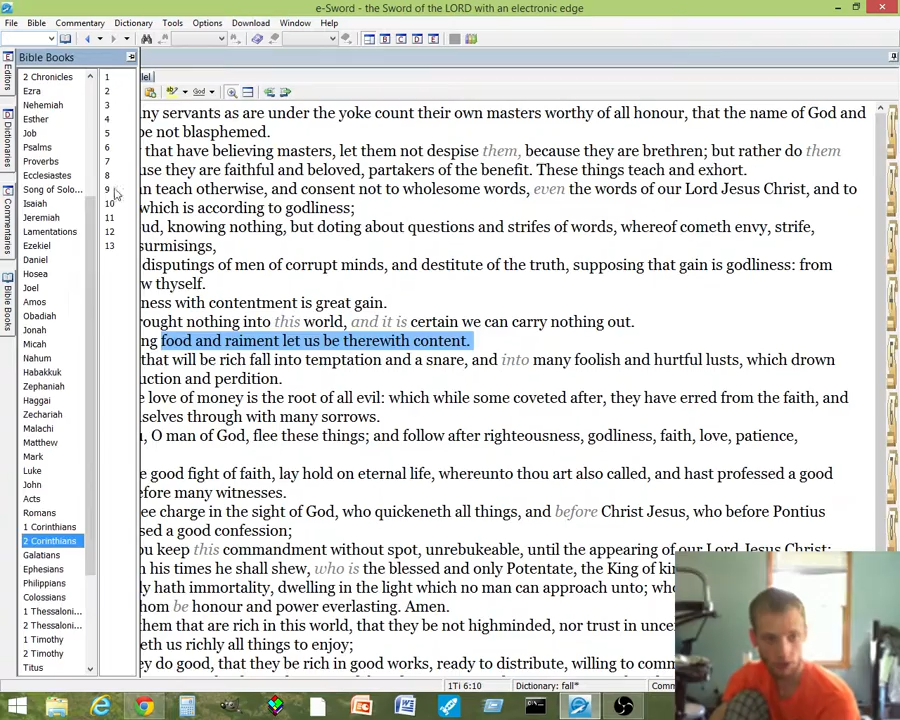 e-Sword - the Sword of the LORD with an electronic edge
File Bible Commentary Dictionary Tools Options Download Window Help
B C D E
Bible Books
Editors
Dictionaries
Commentaries
Bible Books
2 Chronicles
Ezra
Nehemiah
Esther
Job
Psalms
Proverbs
Ecclesiastes
Song of Solo...
Isaiah
Jeremiah
Lamentations
Ezekiel
Daniel
Hosea
Joel
Amos
Obadiah
Jonah
Micah
Nahum
Habakkuk
Zephaniah
Haggai
Zechariah
Malachi
Matthew
Mark
Luke
John
Acts
Romans
1 Corinthians
2 Corinthians
Galatians
Ephesians
Philippians
Colossians
1 Thessaloni...
2 Thessaloni...
1 Timothy
2 Timothy
Titus
1
2
3
4
5
6
7
8
9
10
11
12
13
God
ny servants as are under the yoke count their own masters worthy of all honour, that the name of God and
be not blasphemed.
that have believing masters, let them not despise them, because they are brethren; but rather do them
use they are faithful and beloved, partakers of the benefit. These things teach and exhort.
n teach otherwise, and consent not to wholesome words, even the words of our Lord Jesus Christ, and to
which is according to godliness;
ud, knowing nothing, but doting about questions and strifes of words, whereof cometh envy, strife,
surmisings,
disputings of men of corrupt minds, and destitute of the truth, supposing that gain is godliness: from
w thyself.
ness with contentment is great gain.
rought nothing into this world, and it is certain we can carry nothing out.
ng food and raiment let us be therewith content.
that will be rich fall into temptation and a snare, and into many foolish and hurtful lusts, which drown
uction and perdition.
e love of money is the root of all evil: which while some coveted after, they have erred from the faith, and
mselves through with many sorrows.
, O man of God, flee these things; and follow after righteousness, godliness, faith, love, patience,
e good fight of faith, lay hold on eternal life, whereunto thou art also called, and hast professed a good
efore many witnesses.
ee charge in the sight of God, who quickeneth all things, and before Christ Jesus, who before Pontius
sed a good confession;
ou keep this commandment without spot, unrebukeable, until the appearing of our Lord Jesus Christ:
h his times he shall shew, who is the blessed and only Potentate, the King of ki
ly hath immortality, dwelling in the light which no man can approach unto; who
hom be honour and power everlasting. Amen.
them that are rich in this world, that they be not highminded, nor trust in unce
eth us richly all things to enjoy;
ey do good, that they be rich in good works, ready to distribute, willing to comm
1Ti 6:10 Dictionary: fall* Comm